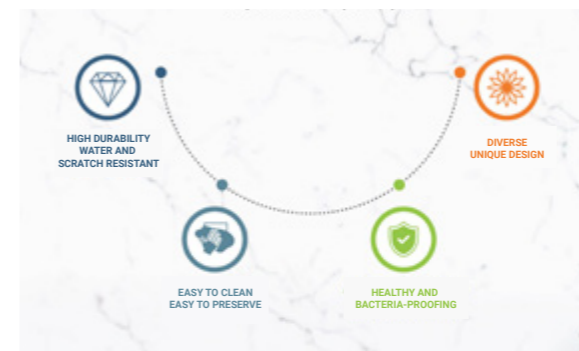 HIGH DURABILITY
WATER AND
SCRATCH RESISTANT
DIVERSE
UNIQUE DESIGN
EASY TO CLEAN
EASY TO PRESERVE
HEALTHY AND
BACTERIA-PROOFING